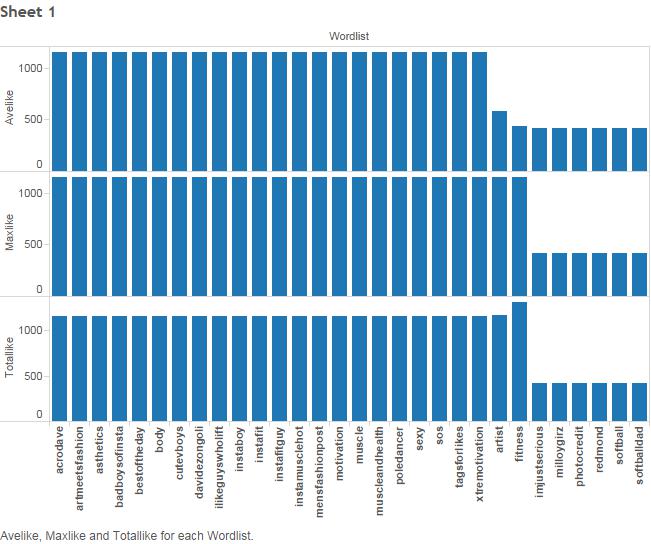 Sheet 1
Wordlist
Avelike
1000
500
0
Maxlike
1000
500
0
Totallike
1000
500
0
acrodave
artmeetsfashion
asthetics
badboysofinsta
bestoftheday
body
cutevboys
davidezongoli
ilikeguyswholift
instaboy
instafit
instafitguy
instamusclehot
mensfashionpost
motivation
muscle
muscleandhealth
poledancer
sexy
sos
tagsforlikes
xtremotivation
artist
fitness
imjustserious
milloygirz
photocredit
redmond
softball
softballdad
Avelike, Maxlike and Totallike for each Wordlist.